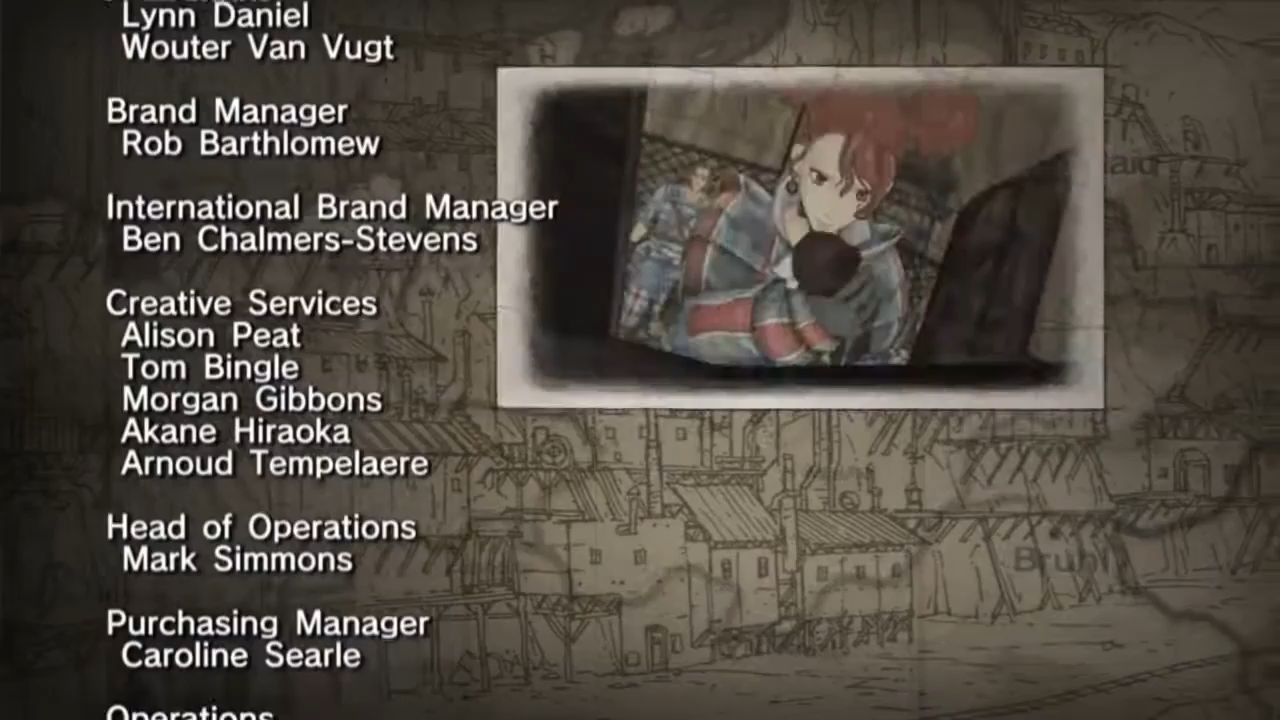 Lynn Daniel
Wouter Van Vugt
Brand Manager
Rob Barthlomew
International Brand Manager
Ben Chalmers-Stevens
Creative Services
Alison Peat
Tom Bingle
Morgan Gibbons
Akane Hiraoka
Arnoud Tempelaere
Head of Operations
Mark Simmons
Purchasing Manager
Caroline Searle
Operations